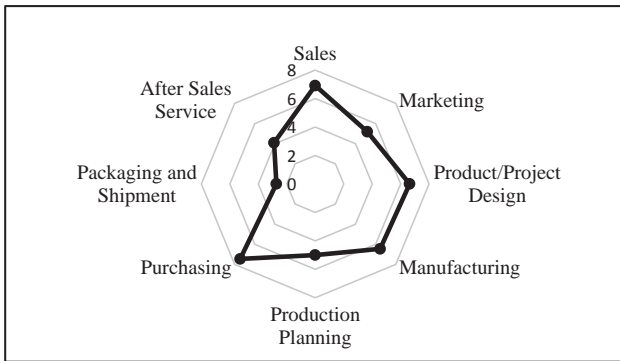 Sales
8
After Sales
Service
Marketing
6
4
Packaging and
Shipment
2
0
Product/Project
Design
Purchasing
Manufacturing
Production
Planning